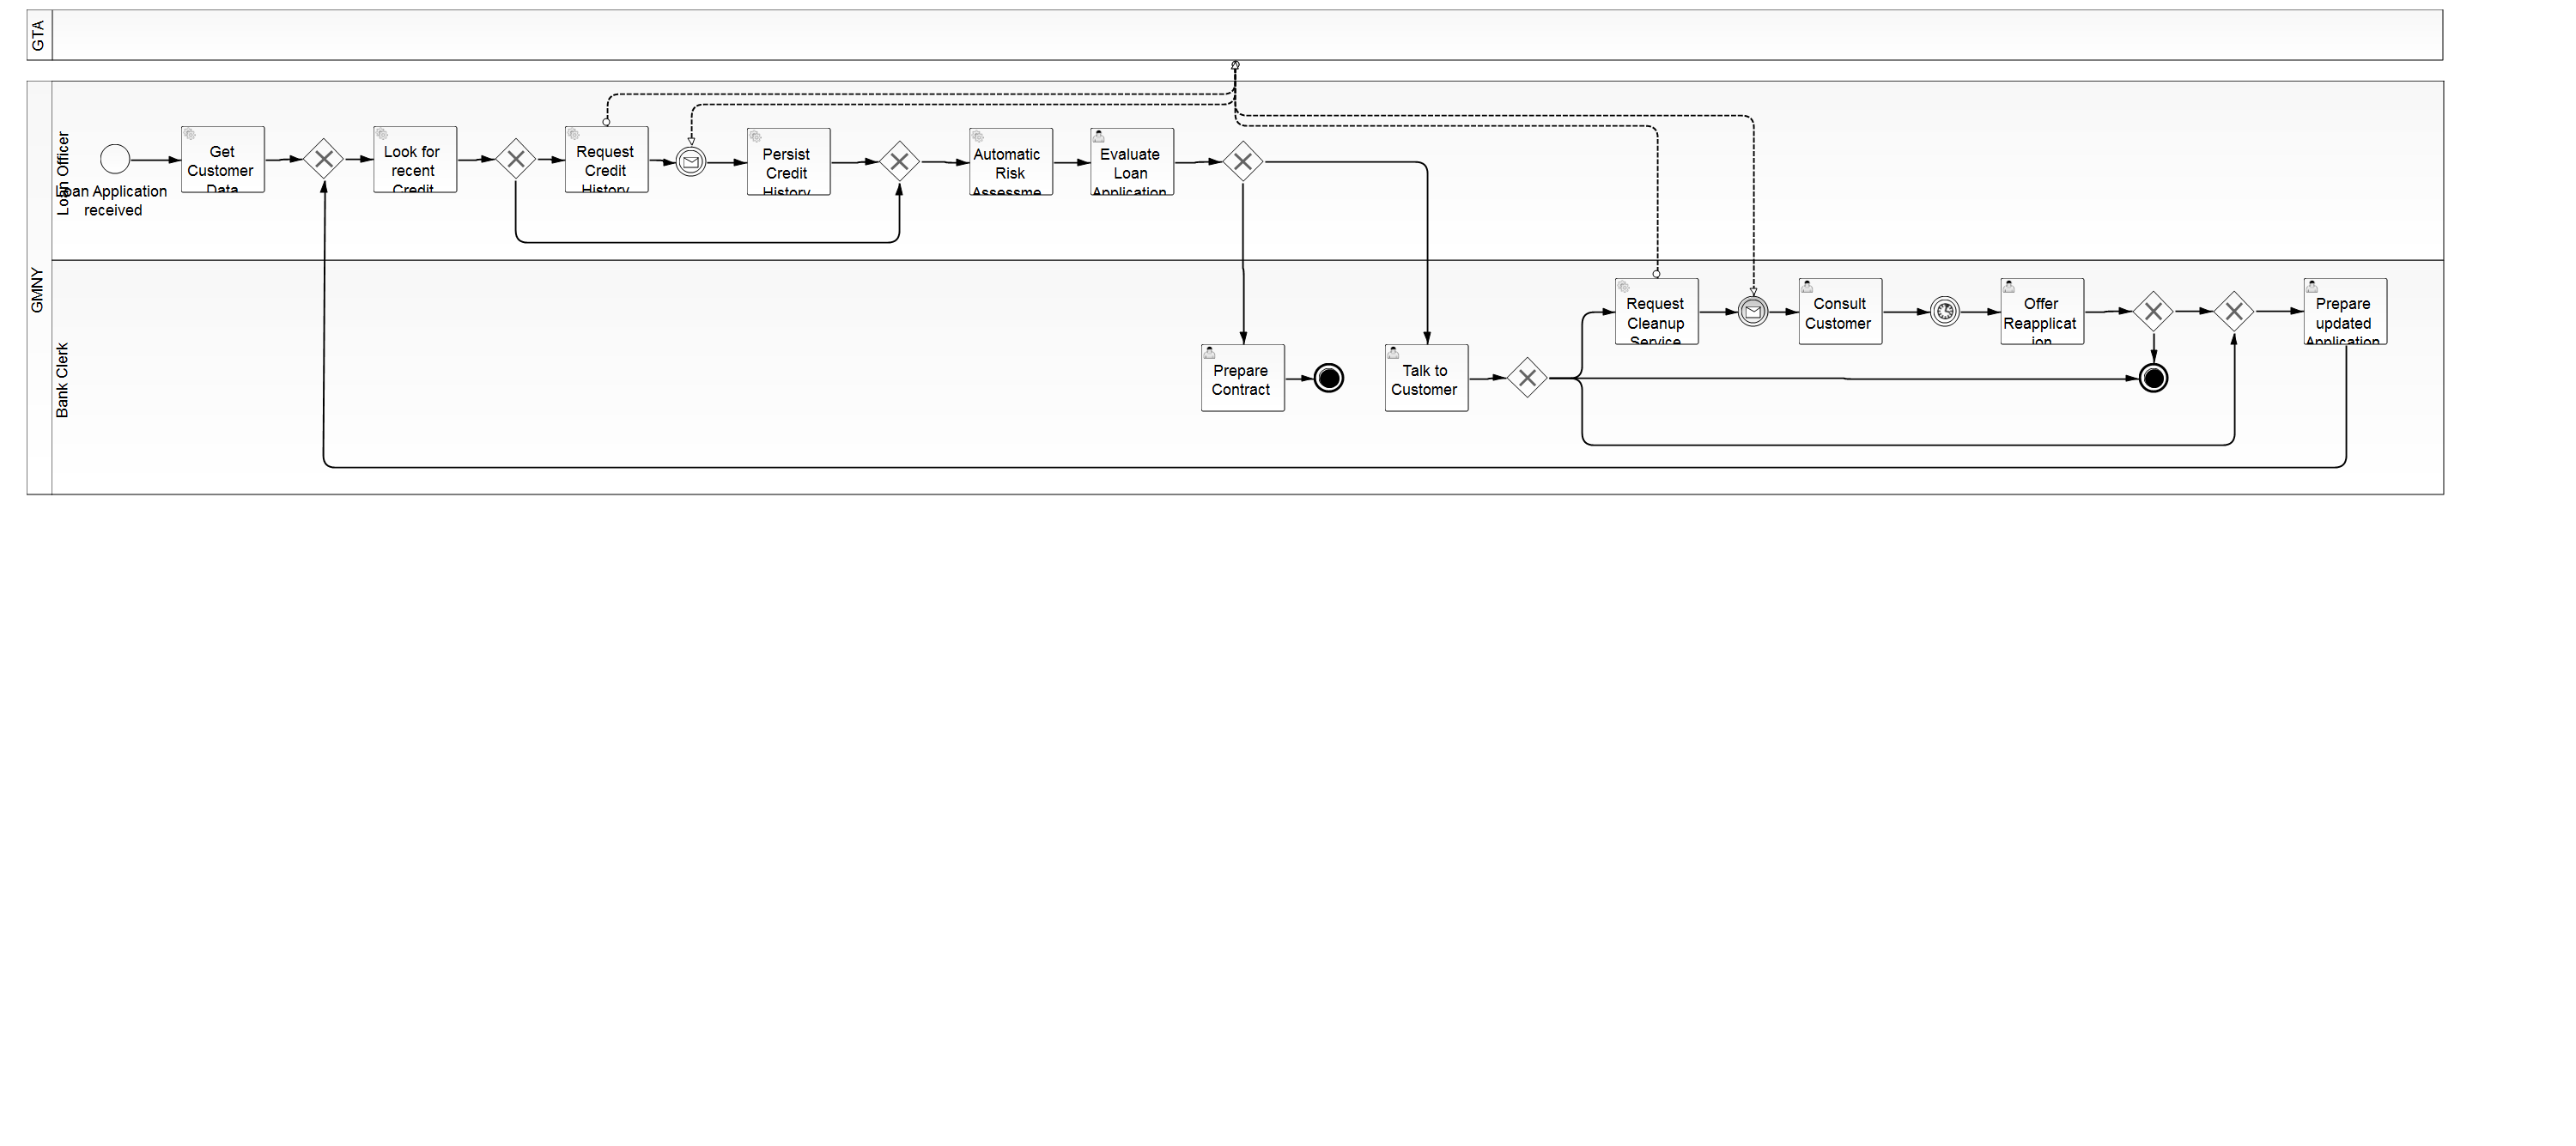 GTA
GMNY
Loan Officer
Bank Clerk
Loan Application
received
Get
Customer
Data
Look for
recent
Credit
Request
Credit
History
Persist
Credit
History
Automatic
Risk
Assessme
Evaluate
Loan
Application
Prepare
Contract
Talk to
Customer
Request
Cleanup
Service
Consult
Customer
Offer
Reapplicat
ion
Prepare
updated
Application